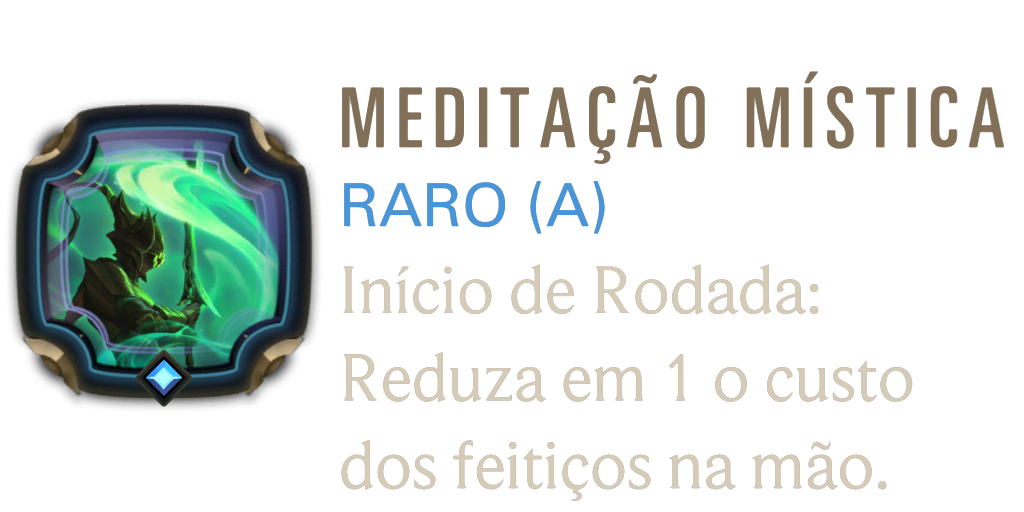 MEDITAÇÃO MÍSTICA
RARO (A)
Início de Rodada:
Reduza em 1 o custo
dos feitiços na mão.